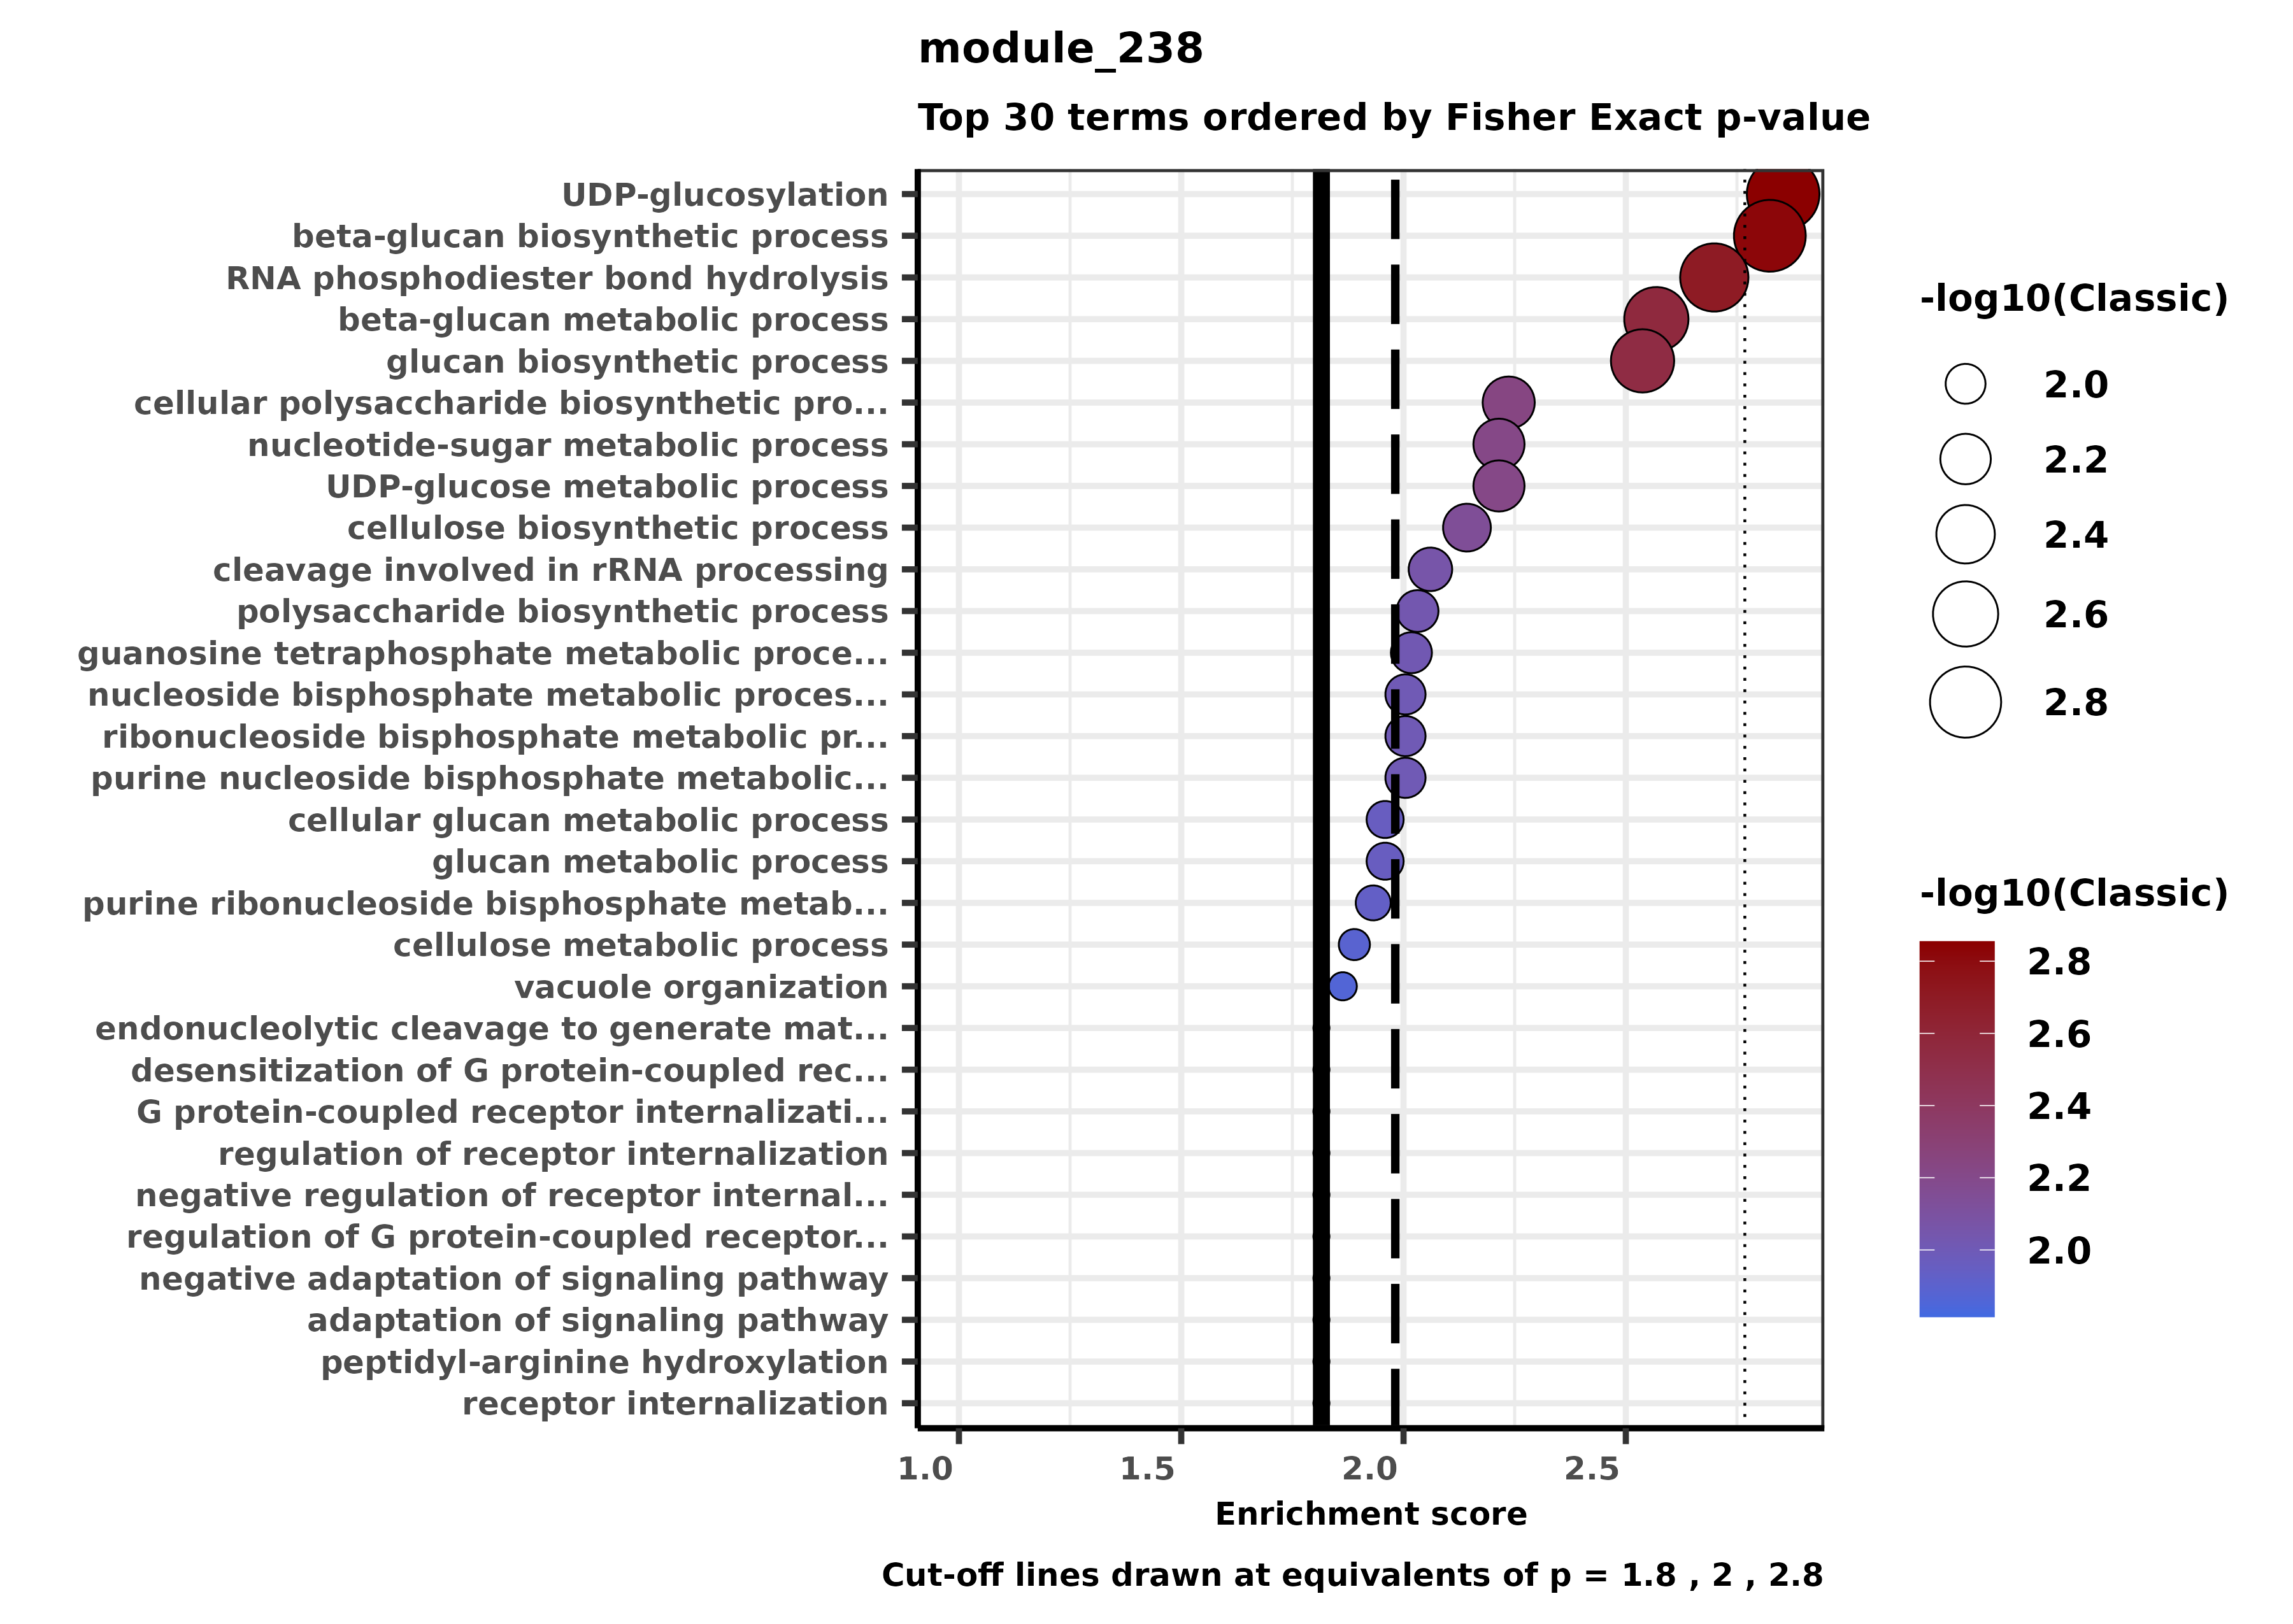 module_238
Top 30 terms ordered by Fisher Exact p-value
UDP-glucosylation
beta-glucan biosynthetic process
RNA phosphodiester bond hydrolysis
beta-glucan metabolic process
glucan biosynthetic process
cellular polysaccharide biosynthetic pro...
nucleotide-sugar metabolic process
UDP-glucose metabolic process
cellulose biosynthetic process
cleavage involved in rRNA processing
polysaccharide biosynthetic process
guanosine tetraphosphate metabolic proce...
nucleoside bisphosphate metabolic proces...
ribonucleoside bisphosphate metabolic pr...
purine nucleoside bisphosphate metabolic...
cellular glucan metabolic process
glucan metabolic process
purine ribonucleoside bisphosphate metab...
cellulose metabolic process
vacuole organization
endonucleolytic cleavage to generate mat...
desensitization of G protein-coupled rec...
G protein-coupled receptor internalizati...
regulation of receptor internalization
negative regulation of receptor internal...
regulation of G protein-coupled receptor...
negative adaptation of signaling pathway
adaptation of signaling pathway
peptidyl-arginine hydroxylation
receptor internalization
1.0 1.5 2.0 2.5
Enrichment score
Cut-off lines drawn at equivalents of p = 1.8 , 2 , 2.8
-log10(Classic)
2.0
2.2
2.4
2.6
2.8
-log10(Classic)
2.8
2.6
2.4
2.2
2.0